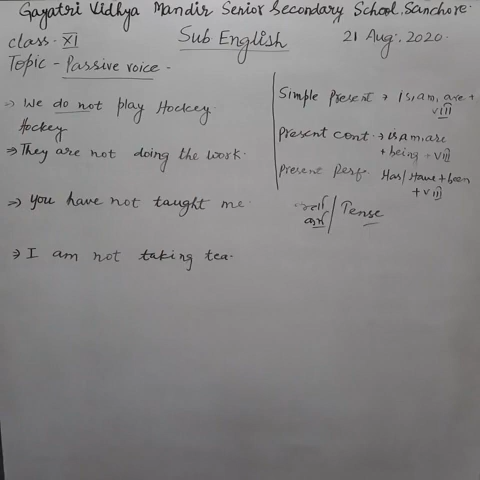 Gayatri Vidhya Mandir Senior Secondary School, Sanchore.
class - XI
Sub English
21 Aug. 2020.
Topic - Passive voice -
→ We do not play Hockey.
Hockey
⇒ They are not doing the work.
⇒ you have not taught me.
⇒ I am not taking tea.
Simple Present → is, am, are +
VIII
Present cont. → is am, are
+ being + VIII
Present Perf. Has/Have + been
+ VIII
/ Tense